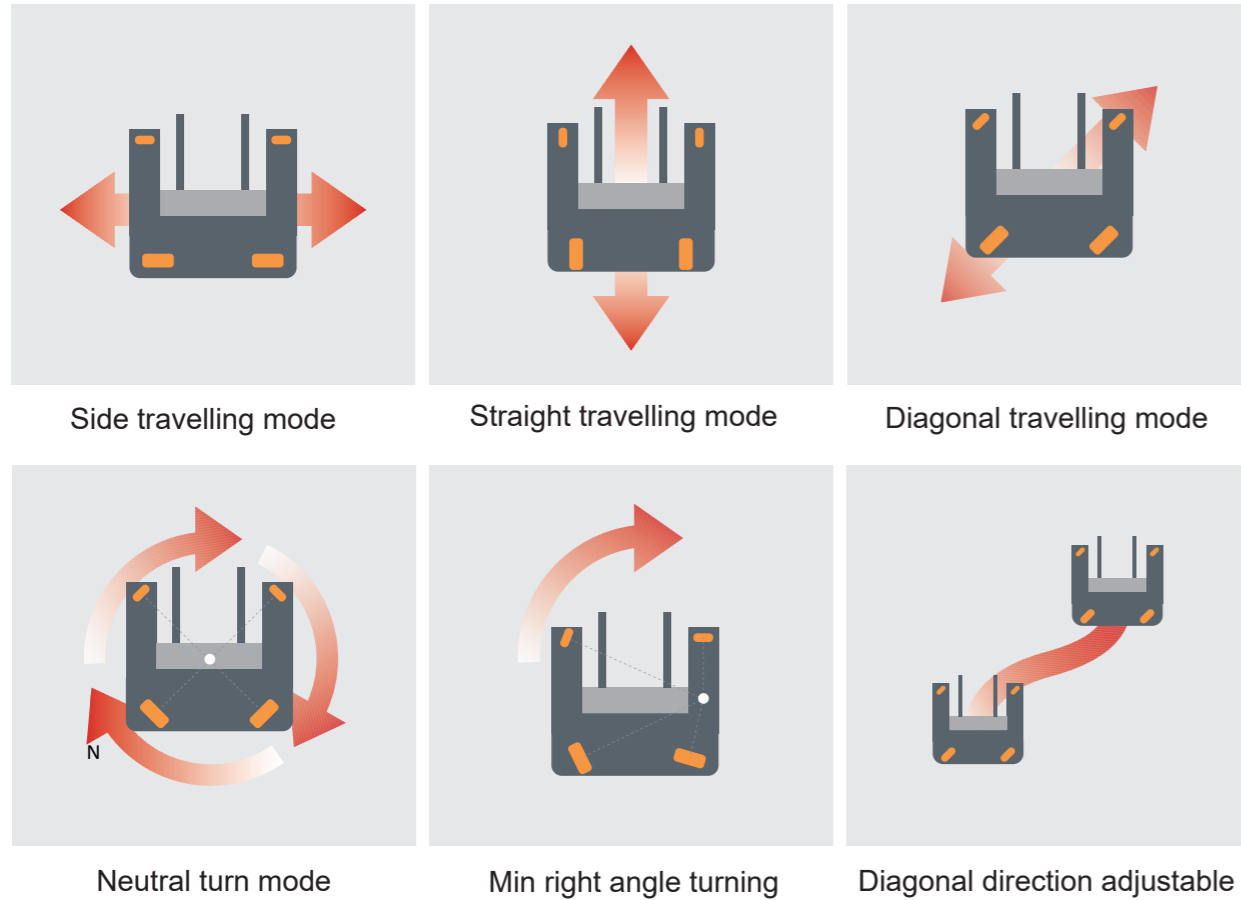 Side travelling mode
Straight travelling mode
Diagonal travelling mode
N
Neutral turn mode
Min right angle turning
Diagonal direction adjustable